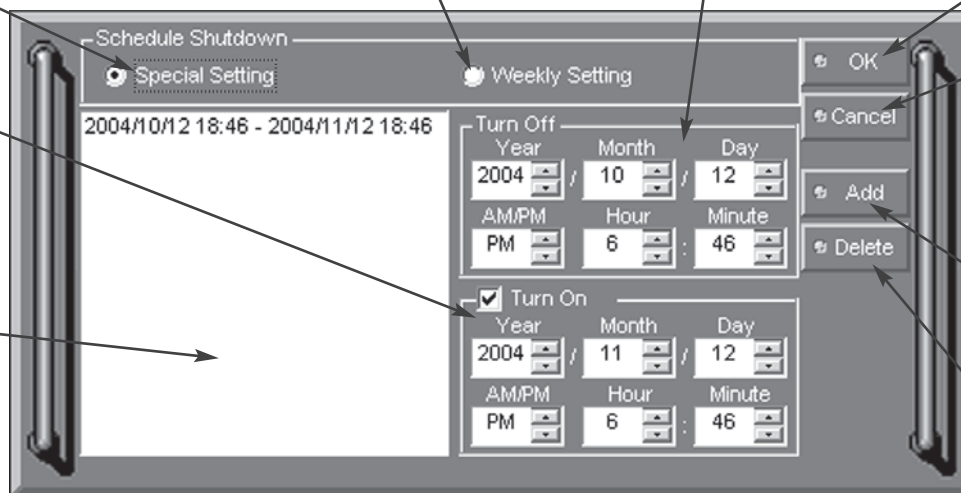 Schedule Shutdown
Special Setting
Weekly Setting
OK
Cancel
Add
Delete
2004/10/12 18:46 - 2004/11/12 18:46
Turn Off
Year Month Day
2004 / 10 / 12
AM/PM Hour Minute
PM 6 : 46
Turn On
Year Month Day
2004 / 11 / 12
AM/PM Hour Minute
PM 6 : 46